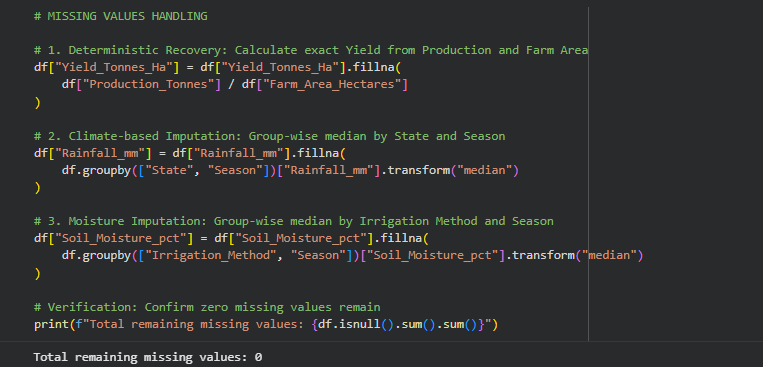 # MISSING VALUES HANDLING
# 1. Deterministic Recovery: Calculate exact Yield from Production and Farm Area
df["Yield_Tonnes_Ha"] = df["Yield_Tonnes_Ha"].fillna(
    df["Production_Tonnes"] / df["Farm_Area_Hectares"]
)
# 2. Climate-based Imputation: Group-wise median by State and Season
df["Rainfall_mm"] = df["Rainfall_mm"].fillna(
    df.groupby(["State", "Season"])["Rainfall_mm"].transform("median")
)
# 3. Moisture Imputation: Group-wise median by Irrigation Method and Season
df["Soil_Moisture_pct"] = df["Soil_Moisture_pct"].fillna(
    df.groupby(["Irrigation_Method", "Season"])["Soil_Moisture_pct"].transform("median")
)
# Verification: Confirm zero missing values remain
print(f"Total remaining missing values: {df.isnull().sum().sum()}")
Total remaining missing values: 0